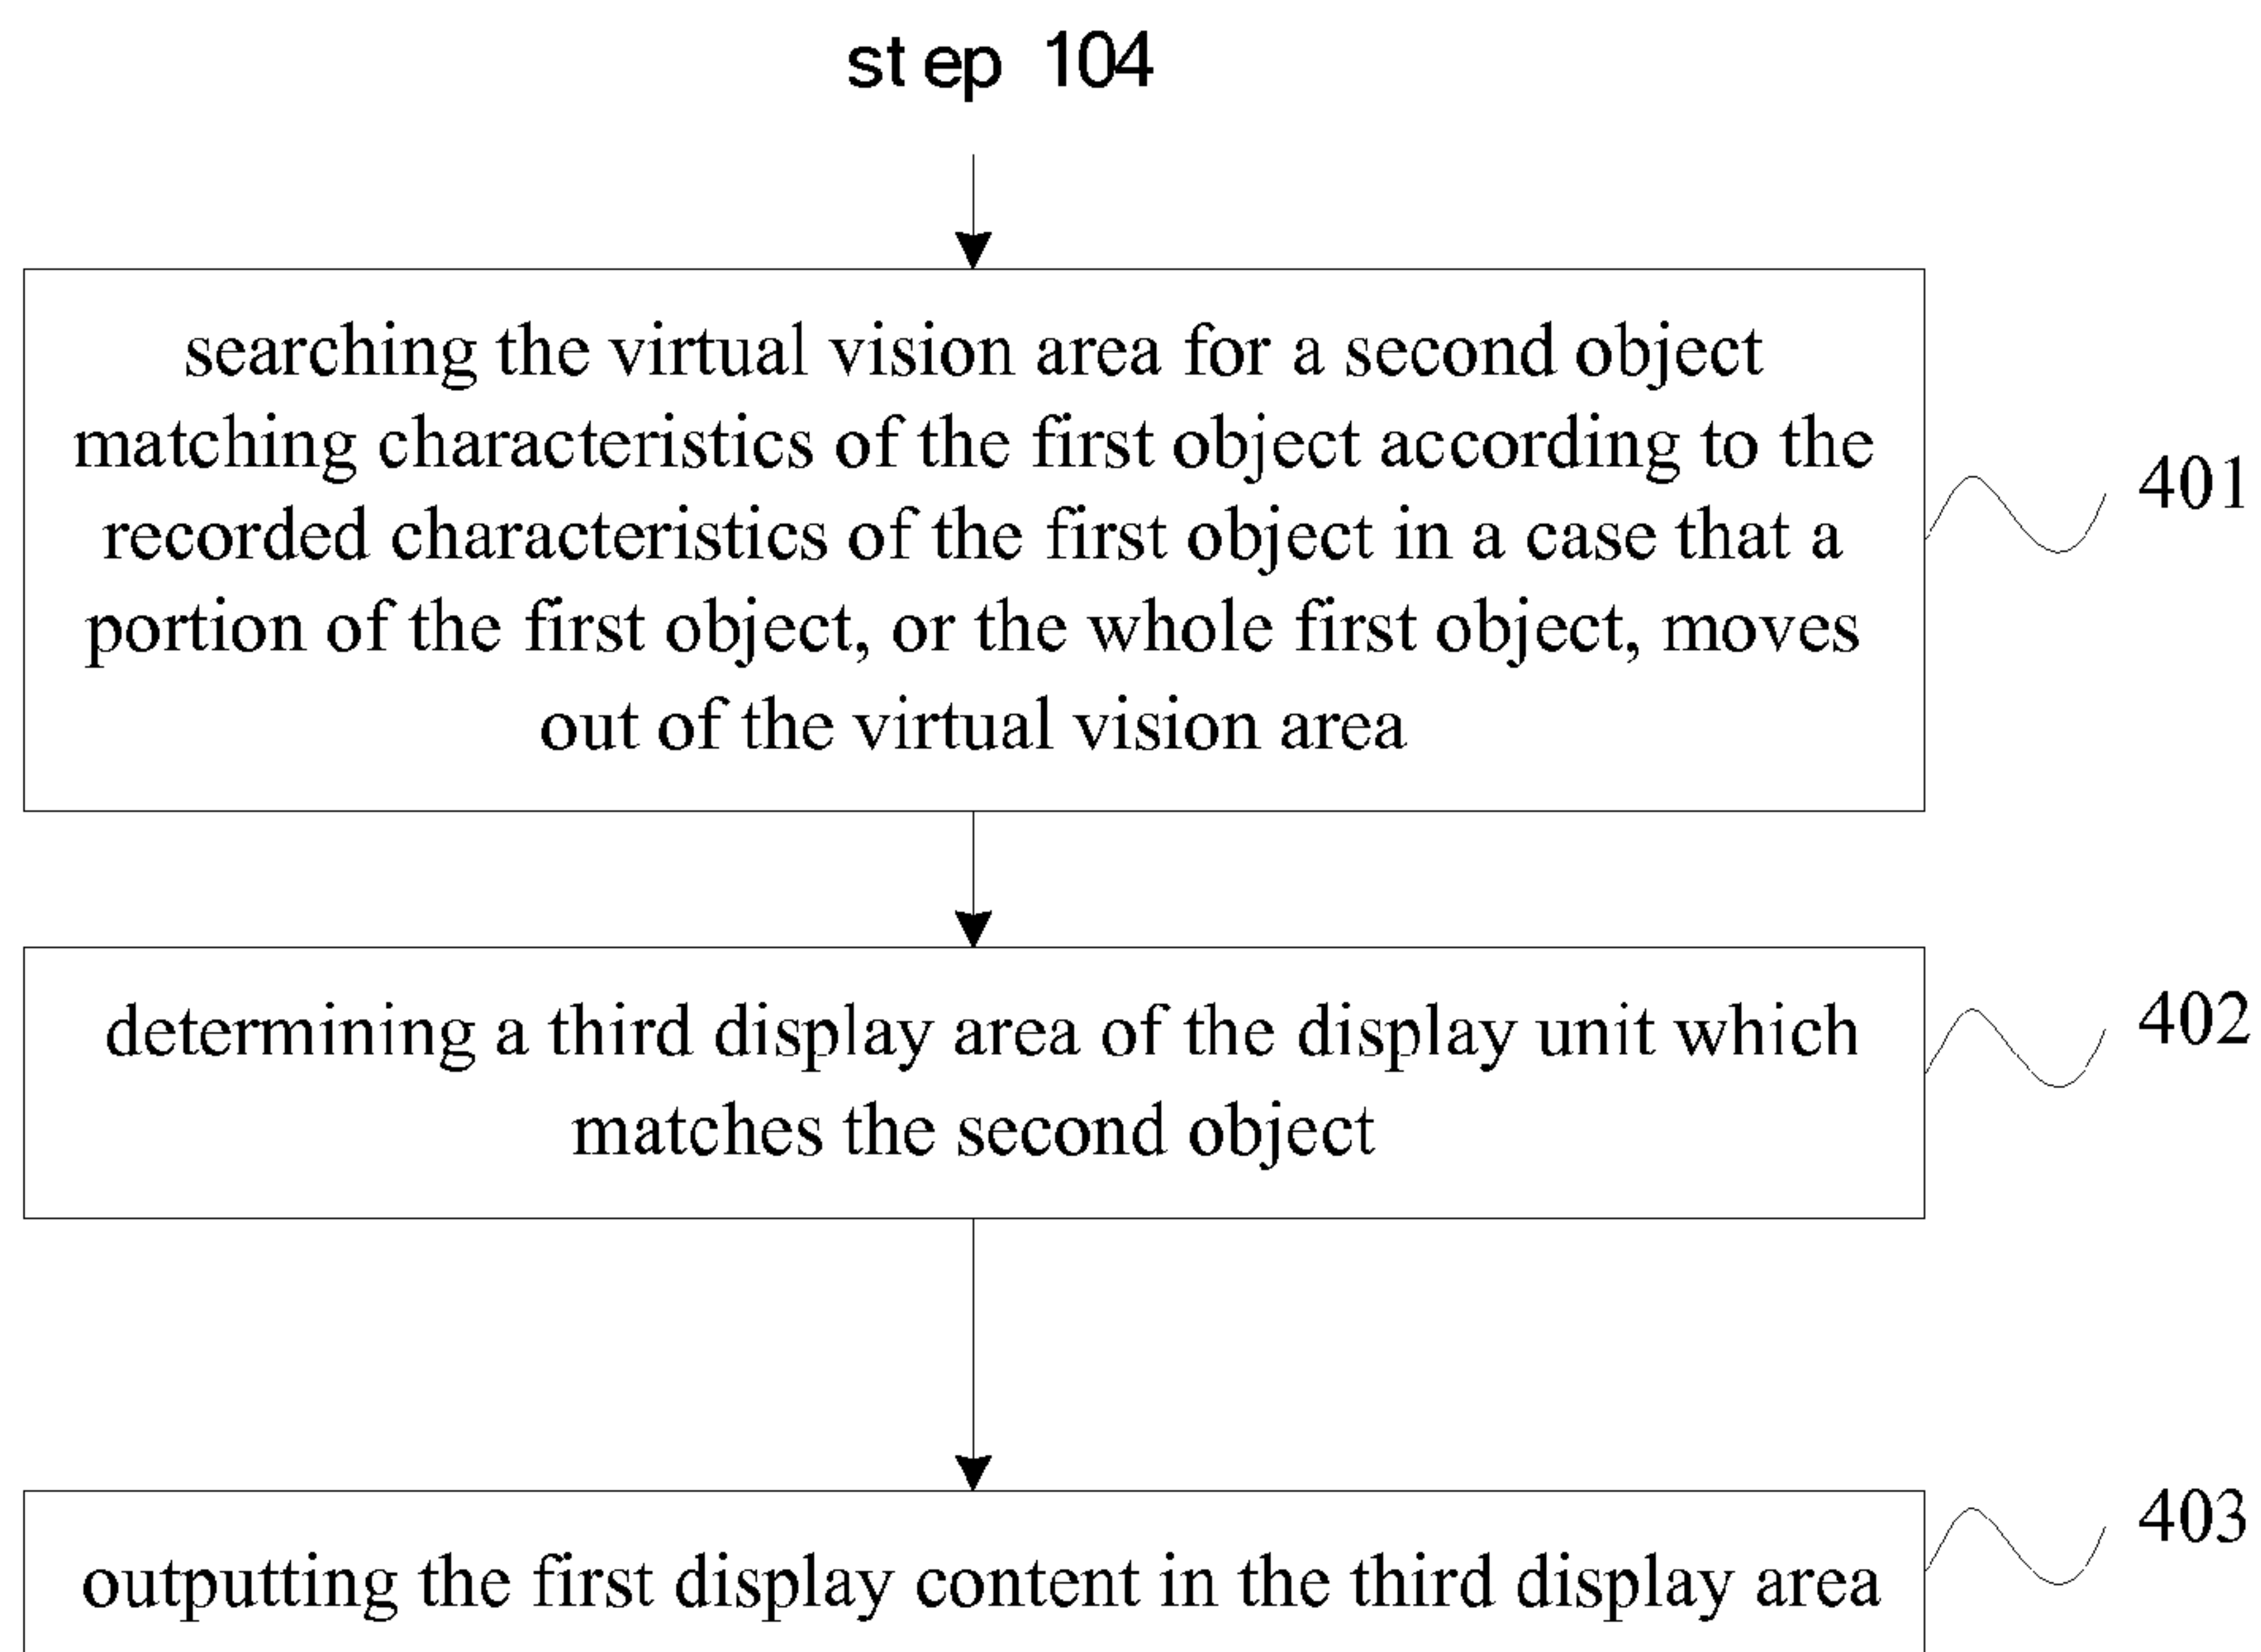 step 104
searching the virtual vision area for a second object
matching characteristics of the first object according to the
recorded characteristics of the first object in a case that a
portion of the first object, or the whole first object, moves
out of the virtual vision area
401
determining a third display area of the display unit which
matches the second object
402
outputting the first display content in the third display area
403